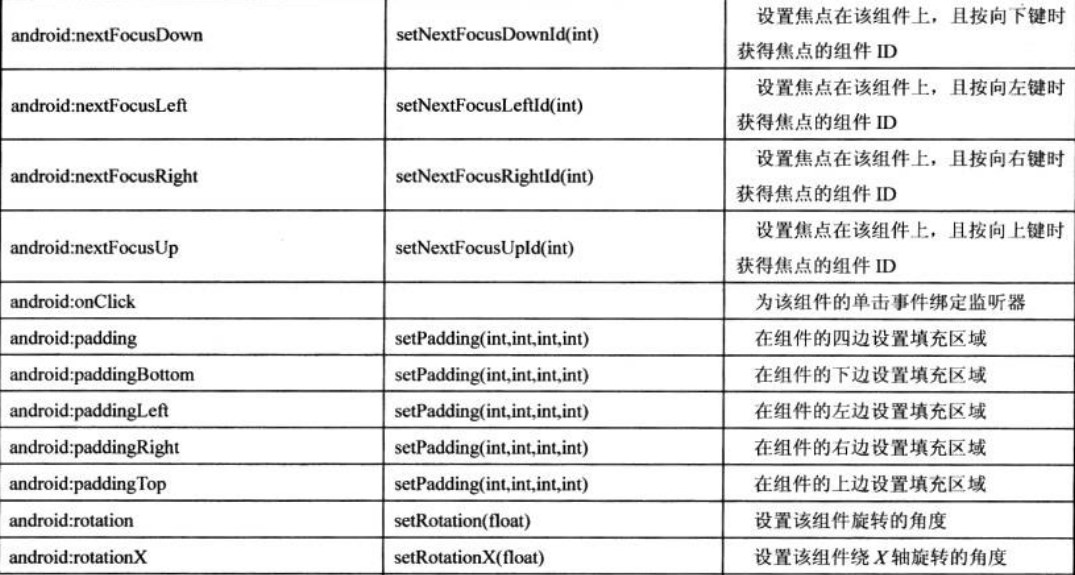 android:nextFocusDown setNextFocusDownId(int) 设置焦点在该组件上，且按向下键时
获得焦点的组件 ID
android:nextFocusLeft setNextFocusLeftId(int) 设置焦点在该组件上，且按向左键时
获得焦点的组件 ID
android:nextFocusRight setNextFocusRightId(int) 设置焦点在该组件上，且按向右键时
获得焦点的组件 ID
android:nextFocusUp setNextFocusUpId(int) 设置焦点在该组件上，且按向上键时
获得焦点的组件 ID
android:onClick 为该组件的单击事件绑定监听器
android:padding setPadding(int,int,int,int) 在组件的四边设置填充区域
android:paddingBottom setPadding(int,int,int,int) 在组件的下边设置填充区域
android:paddingLeft setPadding(int,int,int,int) 在组件的左边设置填充区域
android:paddingRight setPadding(int,int,int,int) 在组件的右边设置填充区域
android:paddingTop setPadding(int,int,int,int) 在组件的上边设置填充区域
android:rotation setRotation(float) 设置该组件旋转的角度
android:rotationX setRotationX(float) 设置该组件绕 X 轴旋转的角度